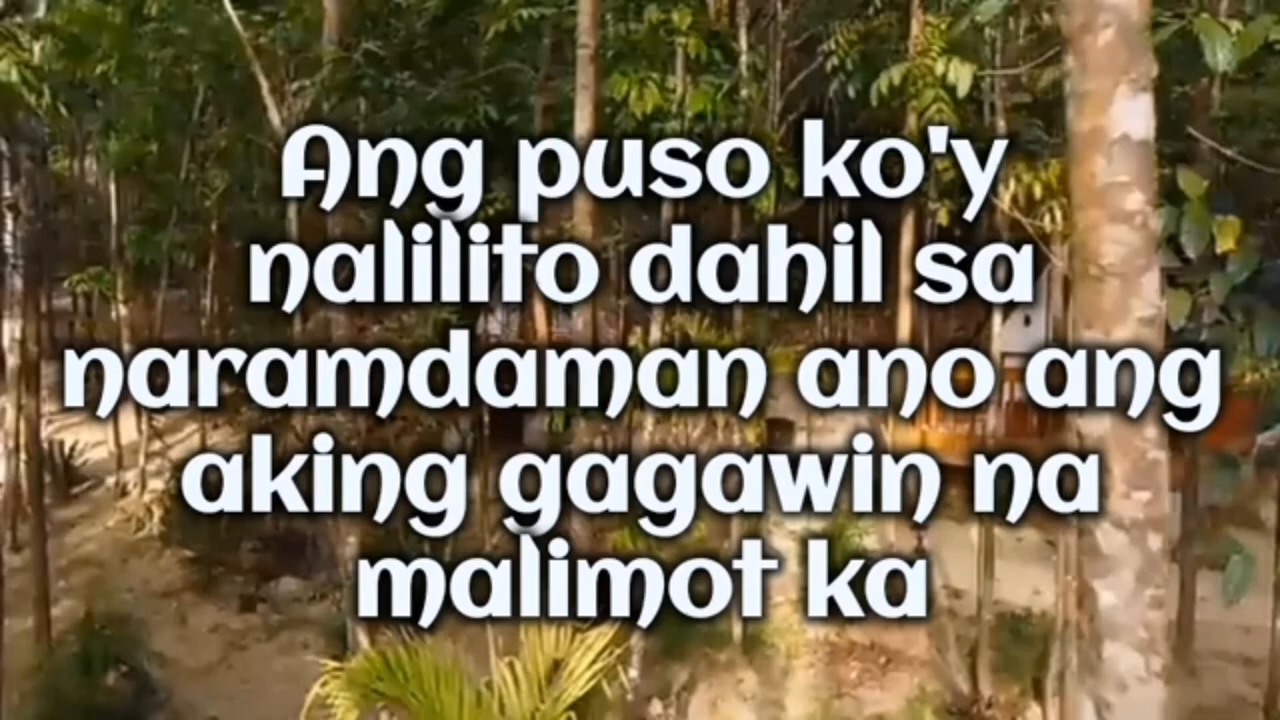 Ang puso ko'y
nalilito dahil sa
naramdaman ano ang
aking gagawin na
malimot ka